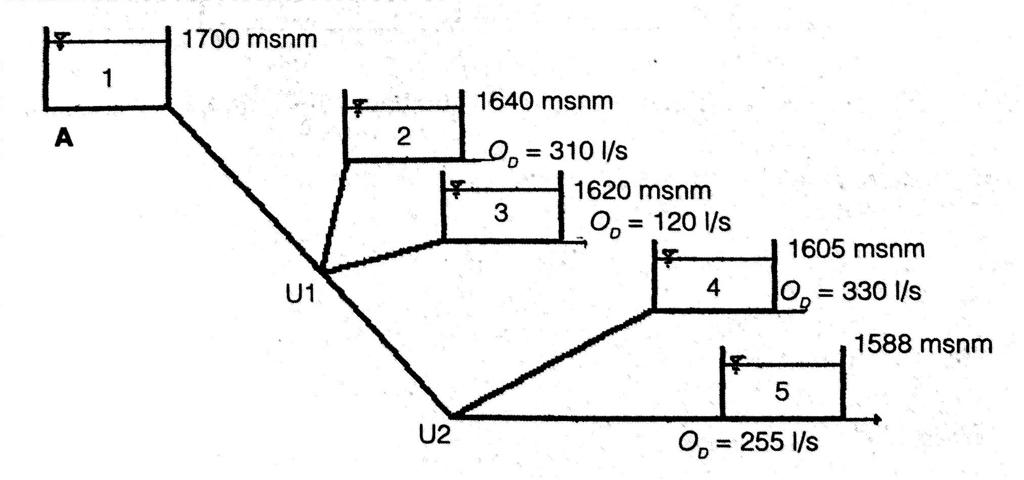 1700 msnm
1
A
1640 msnm
2
O_D = 310 l/s
1620 msnm
3
O_D = 120 l/s
1605 msnm
4
O_D = 330 l/s
U1
1588 msnm
5
U2
O_D = 255 l/s